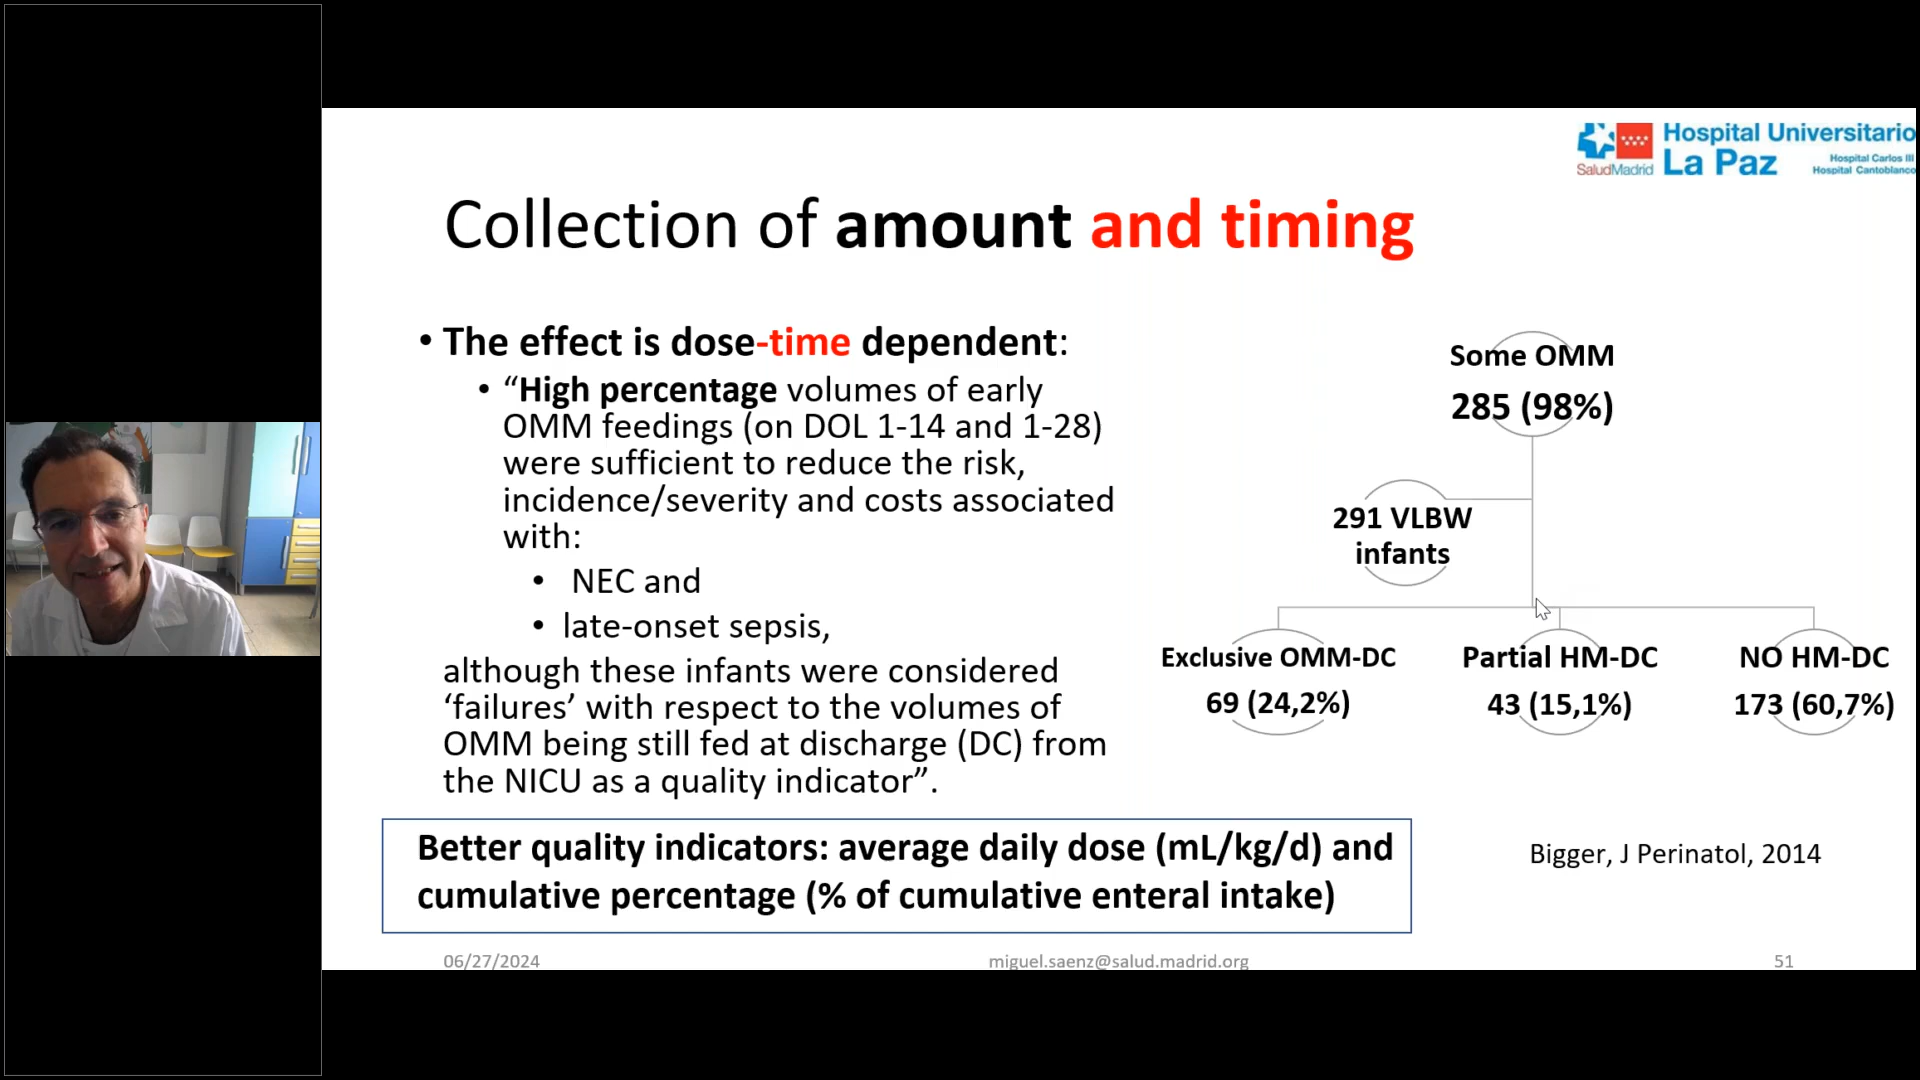 SaludMadrid
Hospital Universitario
La Paz
Hospital Carlos III
Hospital Cantoblanco
Collection of amount and timing
• The effect is dose-time dependent:
• “High percentage volumes of early
OMM feedings (on DOL 1-14 and 1-28)
were sufficient to reduce the risk,
incidence/severity and costs associated
with:
• NEC and
• late-onset sepsis,
although these infants were considered
‘failures’ with respect to the volumes of
OMM being still fed at discharge (DC) from
the NICU as a quality indicator”.
Some OMM
285 (98%)
291 VLBW
infants
Exclusive OMM-DC
69 (24,2%)
Partial HM-DC
43 (15,1%)
NO HM-DC
173 (60,7%)
Better quality indicators: average daily dose (mL/kg/d) and
cumulative percentage (% of cumulative enteral intake)
Bigger, J Perinatol, 2014
06/27/2024
miguel.saenz@salud.madrid.org
51